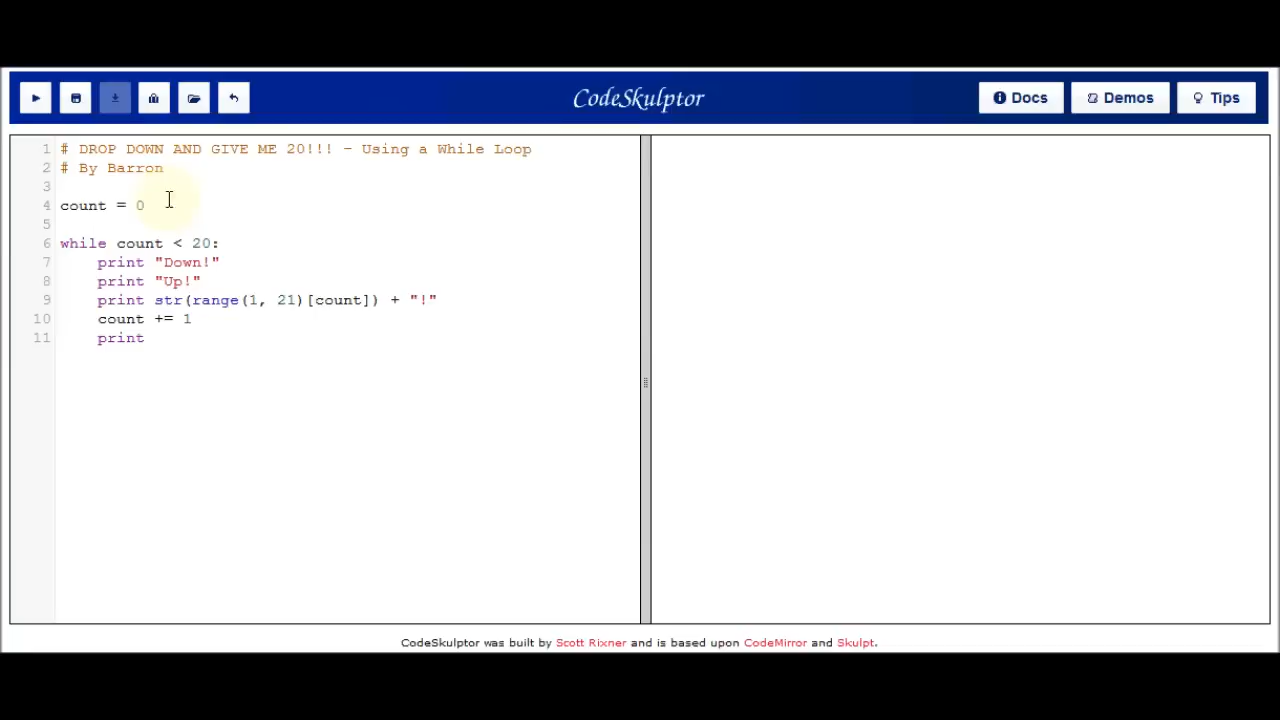 CodeSkulptor
Docs
Demos
Tips
1 # DROP DOWN AND GIVE ME 20!!! - Using a While Loop
2 # By Barron
3
4 count = 0
5
6 while count < 20:
7     print "Down!"
8     print "Up!"
9     print str(range(1, 21)[count]) + "!"
10     count += 1
11     print
CodeSkulptor was built by Scott Rixner and is based upon CodeMirror and Skulpt.